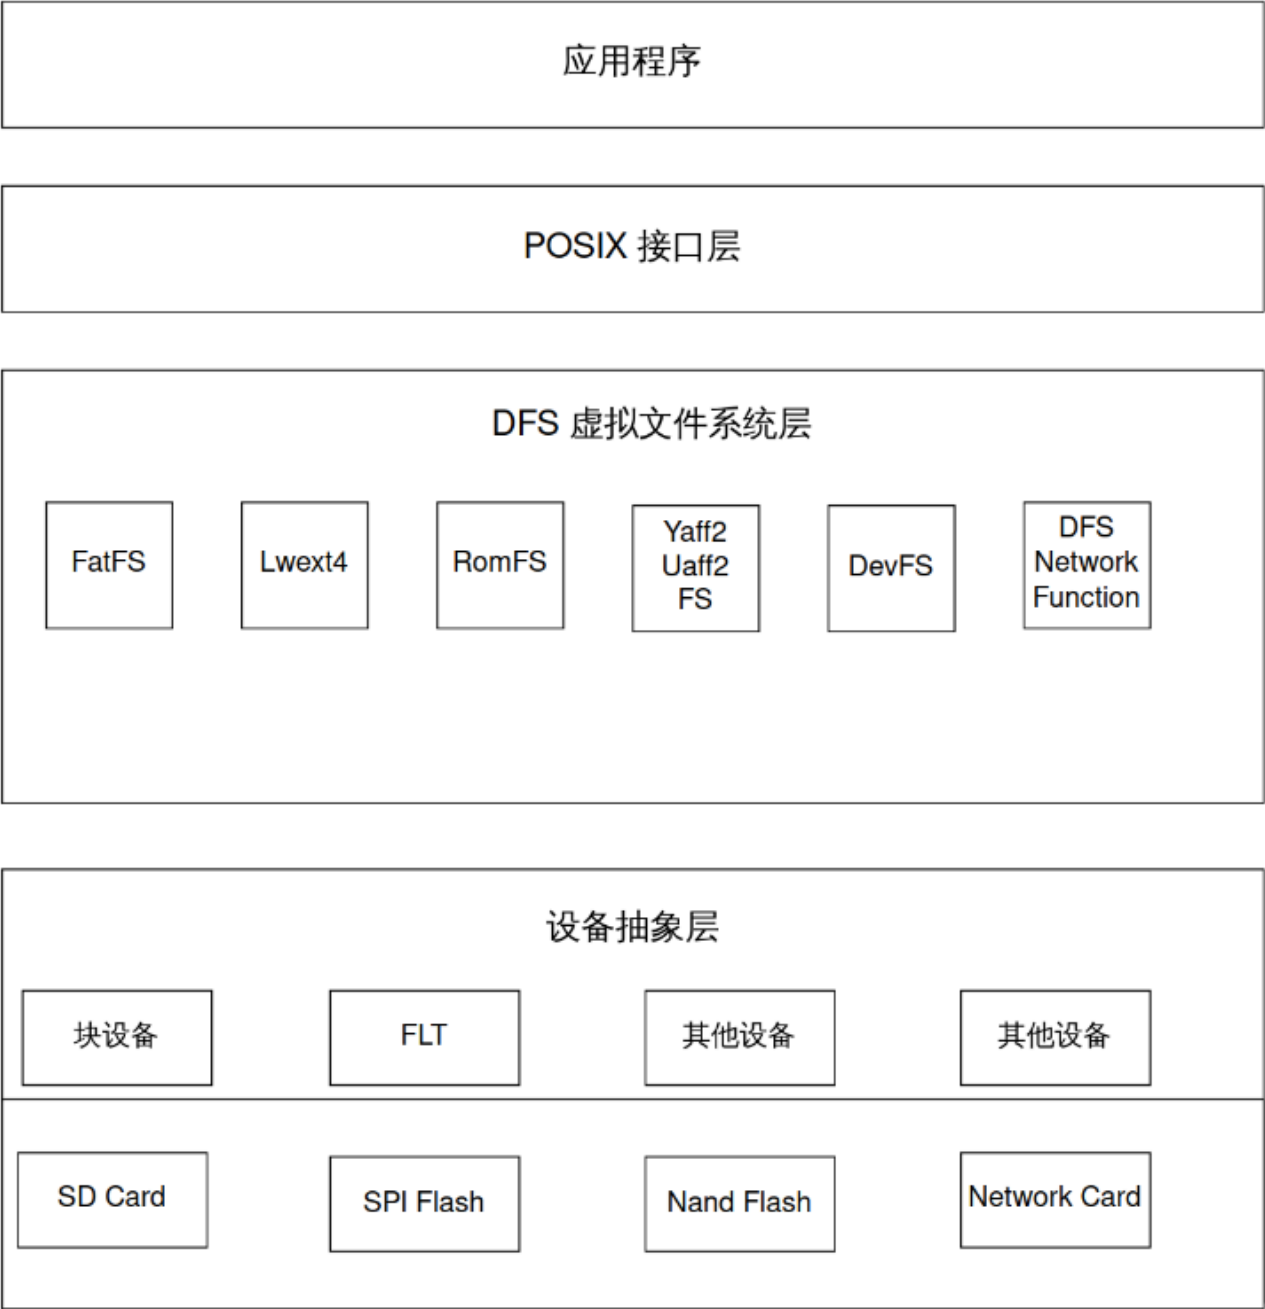 应用程序
POSIX 接口层
DFS 虚拟文件系统层
FatFS
Lwext4
RomFS
Yaff2
Uaff2
FS
DevFS
DFS
Network
Function
设备抽象层
块设备
FLT
其他设备
其他设备
SD Card
SPI Flash
Nand Flash
Network Card